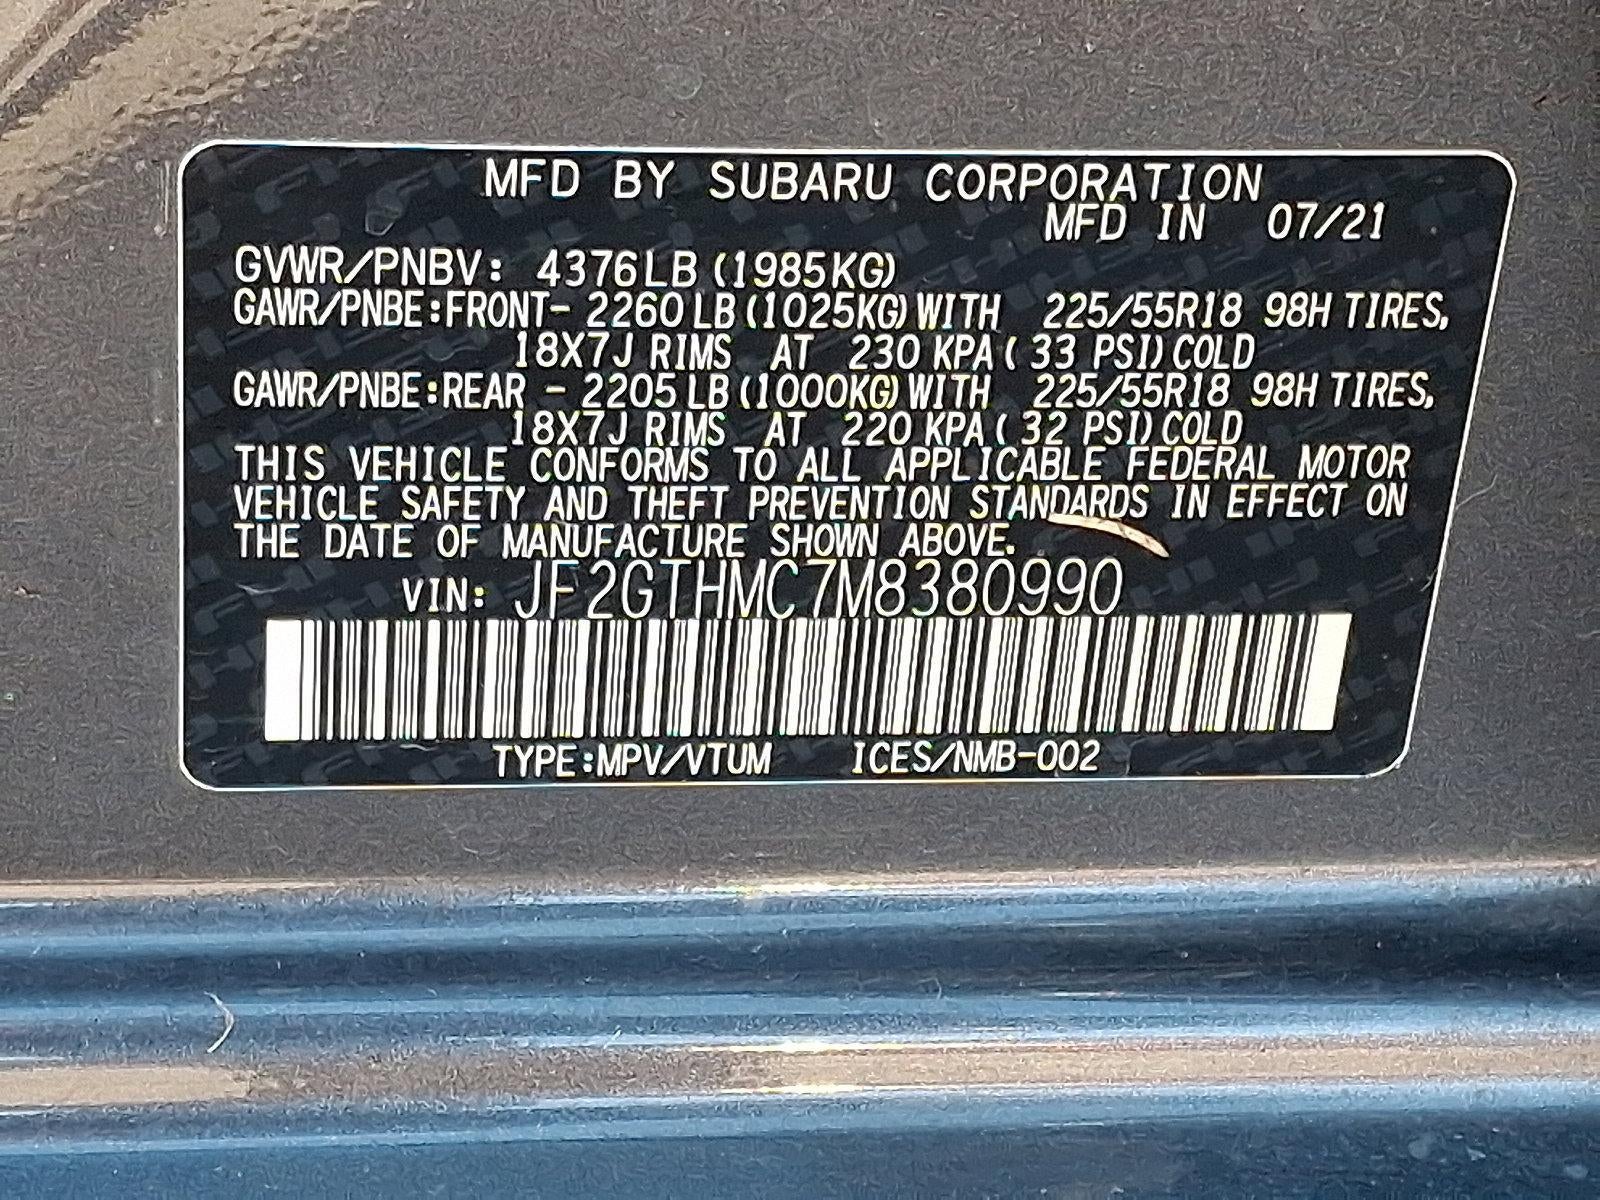 MFD BY SUBARU CORPORATION
MFD IN 07/21
GVWR/PNBV: 4376LB (1985KG)
GAWR/PNBE:FRONT- 2260 LB (1025KG) WITH 225/55R18 98H TIRES,
18X7J RIMS AT 230 KPA ( 33 PSI) COLD
GAWR/PNBE:REAR - 2205 LB (1000KG) WITH 225/55R18 98H TIRES,
18X7J RIMS AT 220 KPA ( 32 PSI) COLD
THIS VEHICLE CONFORMS TO ALL APPLICABLE FEDERAL MOTOR
VEHICLE SAFETY AND THEFT PREVENTION STANDARDS IN EFFECT ON
THE DATE OF MANUFACTURE SHOWN ABOVE.
VIN: JF2GTHMC7M8380990
TYPE:MPV/VTUM ICES/NMB-002